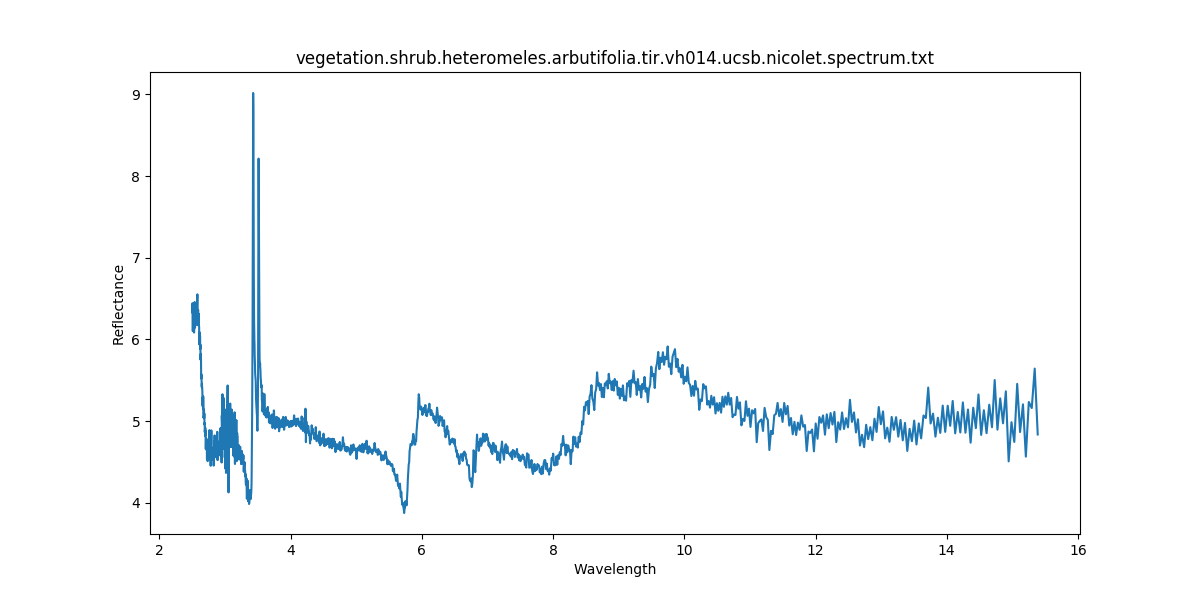 vegetation.shrub.heteromeles.arbutifolia.tir.vh014.ucsb.nicolet.spectrum.txt
9
8
7
6
5
4
Reflectance
2 4 6 8 10 12 14 16
Wavelength